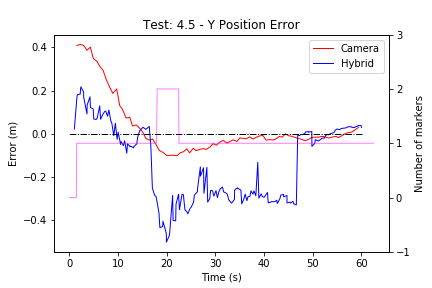 Test: 4.5 - Y Position Error
Camera
Hybrid
Error (m)
0.4
0.2
0.0
−0.2
−0.4
3
2
1
0
−1
Number of markers
0
10
20
30
40
50
60
Time (s)